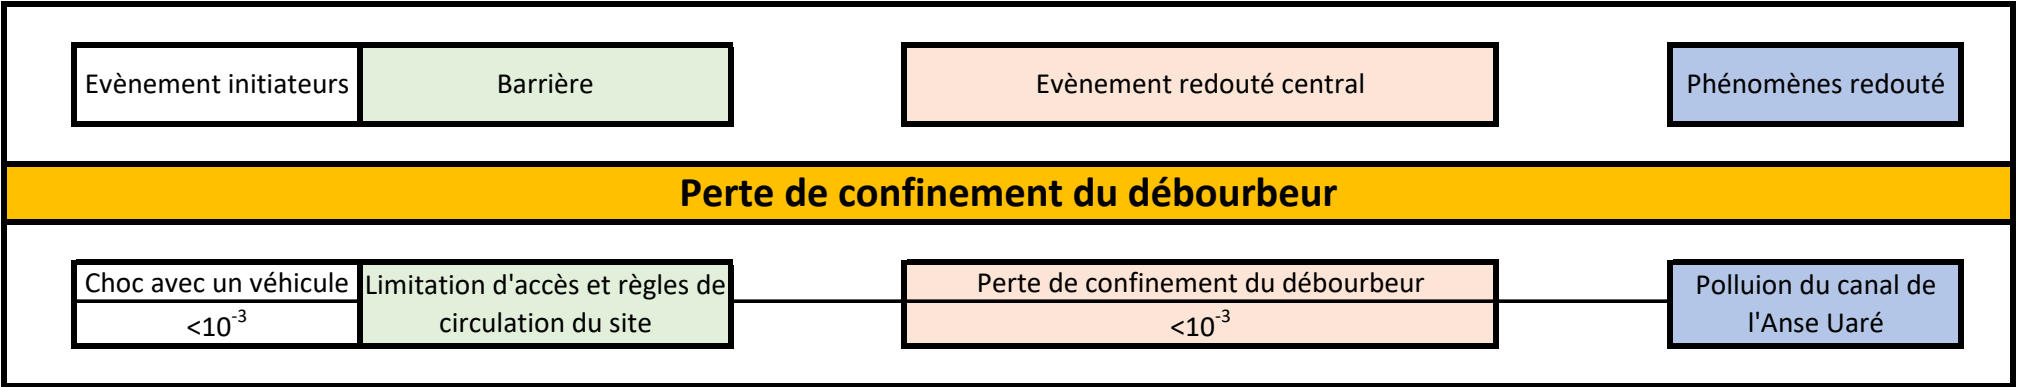 Evènement initiateurs
Barrière
Evènement redouté central
Phénomènes redouté
Perte de confinement du débourbeur
Choc avec un véhicule
<10⁻³
Limitation d'accès et règles de
circulation du site
Perte de confinement du débourbeur
<10⁻³
Polluion du canal de
l'Anse Uaré